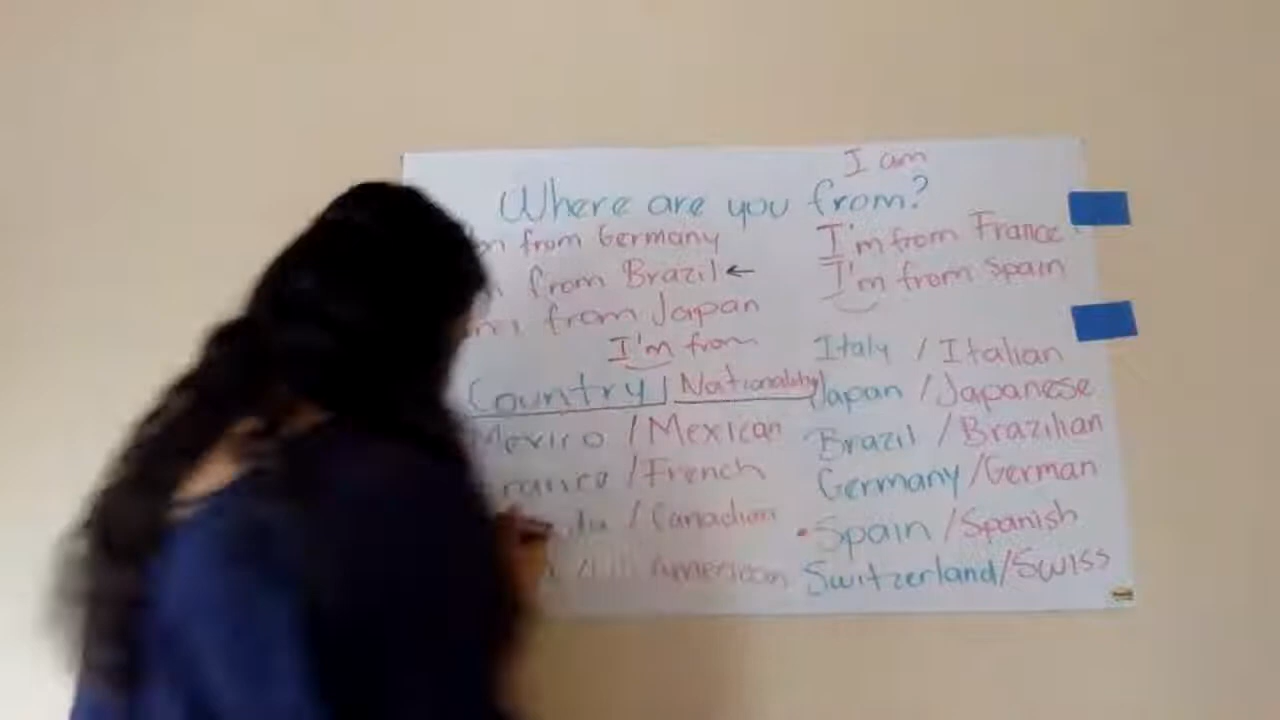 I am
Where are you from?
from Germany
I'm from France
from Brazil ←
I'm from Spain
from Japan
I'm from
Country / Nationality
Mexico / Mexican
/ French
/ Canadian
American
Italy / Italian
Japan / Japanese
Brazil / Brazilian
Germany / German
• Spain / Spanish
Switzerland / Swiss